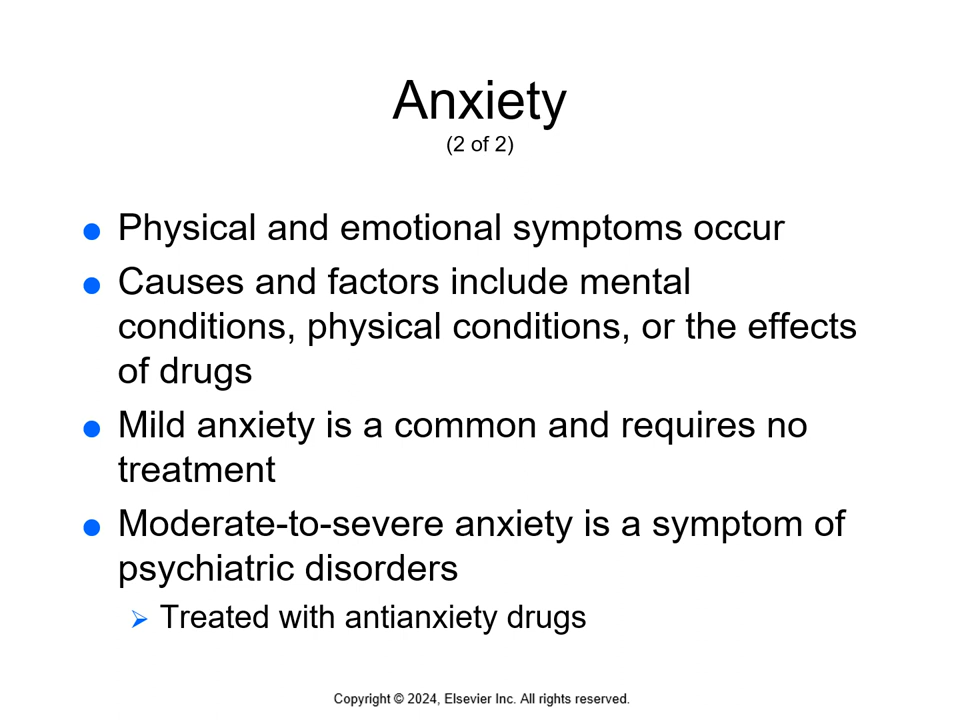 Anxiety
(2 of 2)
Physical and emotional symptoms occur
Causes and factors include mental
conditions, physical conditions, or the effects
of drugs
Mild anxiety is a common and requires no
treatment
Moderate-to-severe anxiety is a symptom of
psychiatric disorders
Treated with antianxiety drugs
Copyright © 2024, Elsevier Inc. All rights reserved.